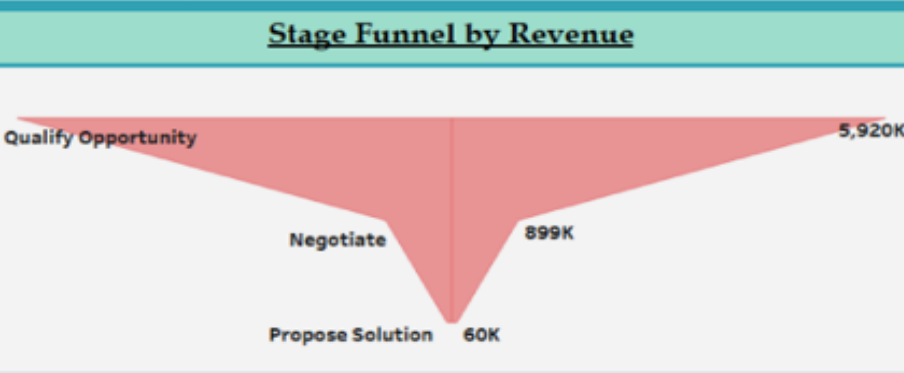 Stage Funnel by Revenue
Qualify Opportunity 5,920K
Negotiate 899K
Propose Solution 60K